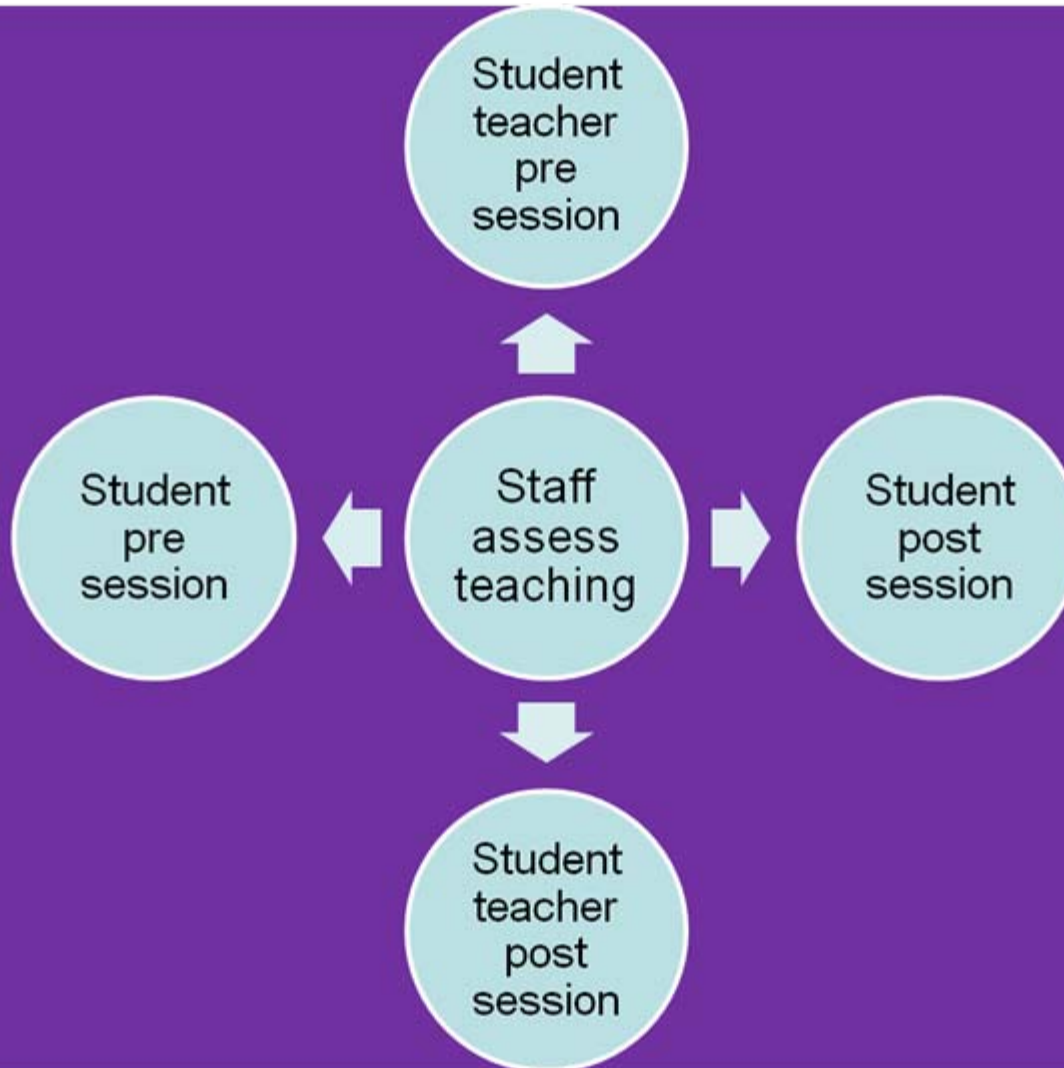 Student
teacher
pre
session
Student
pre
session
Staff
assess
teaching
Student
post
session
Student
teacher
post
session